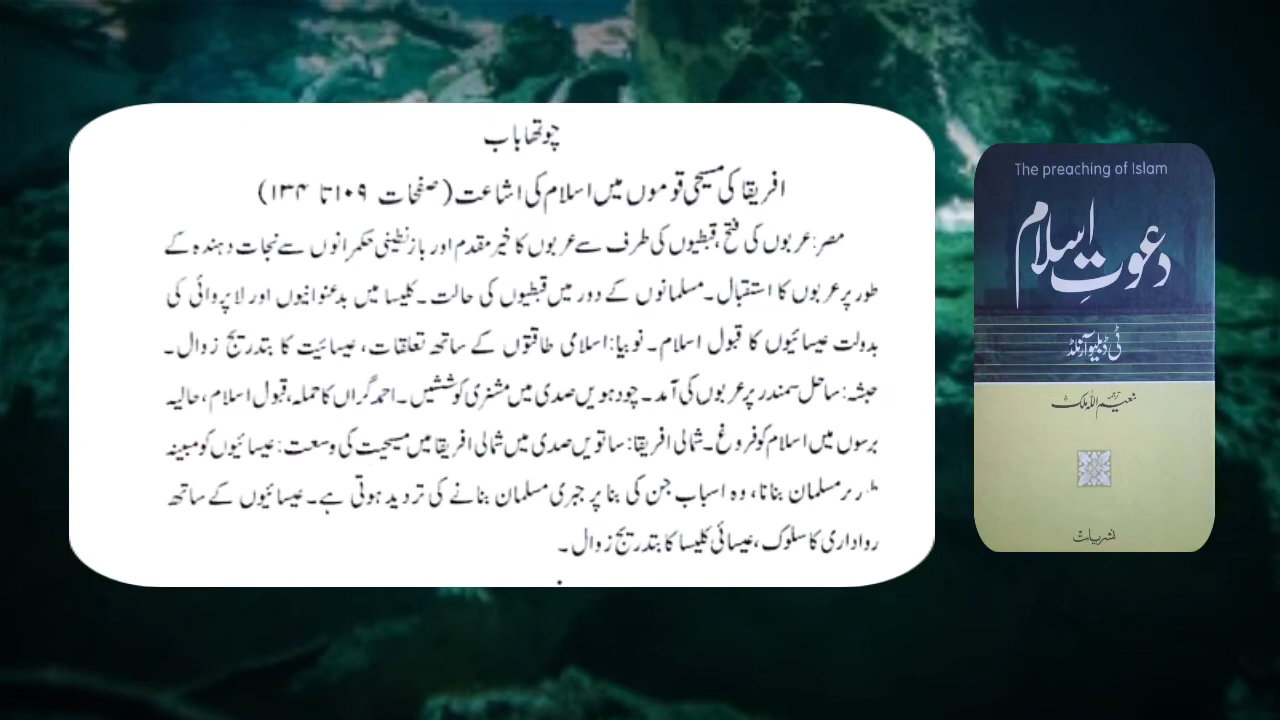 چوتھا باب
افریقا کی مسیحی قوموں میں اسلام کی اشاعت (صفحات ۱۰۹ تا ۱۳۴)
مصر: عربوں کی فتح، قبطیوں کی طرف سے عربوں کا خیر مقدم اور بازنطینی حکمرانوں سے نجات دہندہ کے
طور پر عربوں کا استقبال۔ مسلمانوں کے دور میں قبطیوں کی حالت۔ کلیسا میں بدعنوانیوں اور لا پروائی کی
بدولت عیسائیوں کا قبول اسلام۔ نوبیا: اسلامی طاقتوں کے ساتھ تعلقات، عیسائیت کا بتدریج زوال۔
حبشہ: ساحل سمندر پر عربوں کی آمد۔ چودہویں صدی میں مشنری کوششیں۔ احمد گراں کا حملہ، قبول اسلام، حالیہ
برسوں میں اسلام کو فروغ۔ شمالی افریقا: ساتویں صدی میں شمالی افریقا میں مسیحیت کی وسعت: عیسائیوں کو مبینہ
پر مسلمان بنانا، وہ اسباب جن کی بنا پر جبری مسلمان بنانے کی تردید ہوتی ہے۔ عیسائیوں کے ساتھ
رواداری کا سلوک، عیسائی کلیسا کا بتدریج زوال۔
The preaching of Islam
دعوتِ اسلام
ٹی ڈبلیو آرنلڈ
ترجمہ
نعیم اللہ ملک
نشریات